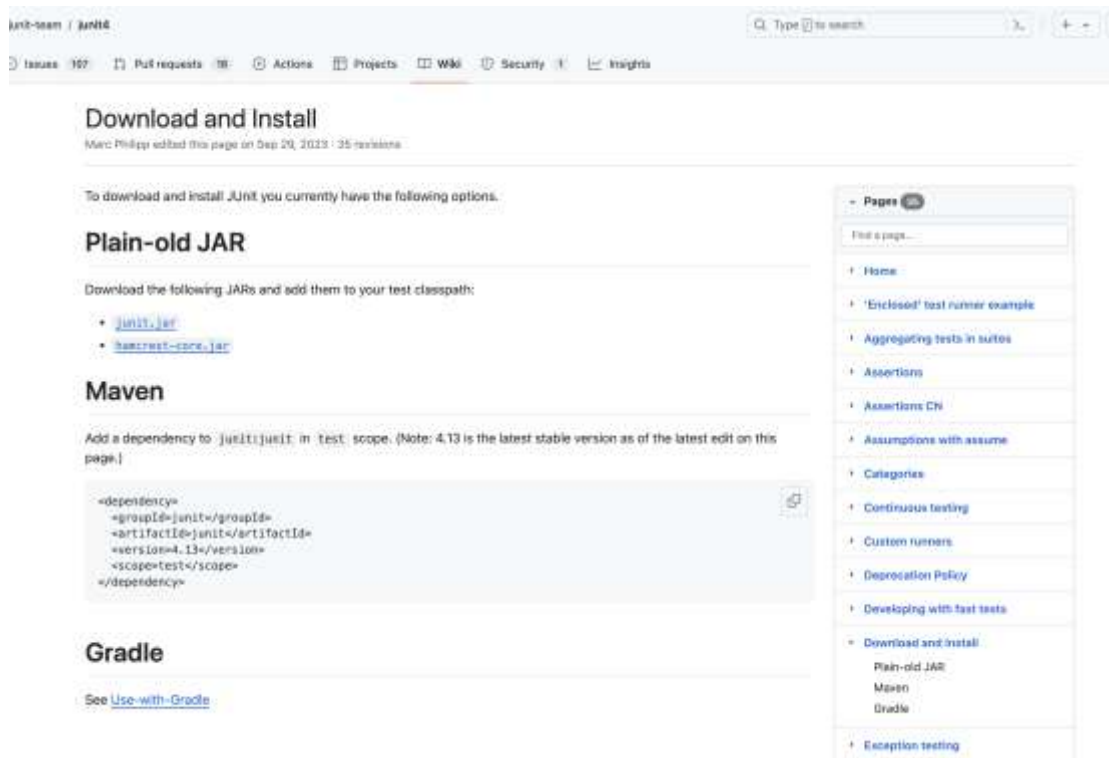 junit-team / junit4
Type / to search
Issues 107 Pull requests 18 Actions Projects Wiki Security 1 Insights
Download and Install
Marc Philipp edited this page on Sep 29, 2023 · 35 revisions
To download and install JUnit you currently have the following options.
Plain-old JAR
Download the following JARs and add them to your test classpath:
• junit.jar
• hamcrest-core.jar
Maven
Add a dependency to junit:junit in test scope. (Note: 4.13 is the latest stable version as of the latest edit on this
page.)
<dependency>
<groupId>junit</groupId>
<artifactId>junit</artifactId>
<version>4.13</version>
<scope>test</scope>
</dependency>
Gradle
See Use-with-Gradle
Pages
Find a page...
Home
'Enclosed' test runner example
Aggregating tests in suites
Assertions
Assertions CN
Assumptions with assume
Categories
Continuous testing
Custom runners
Deprecation Policy
Developing with fast tests
Download and Install
Plain-old JAR
Maven
Gradle
Exception testing